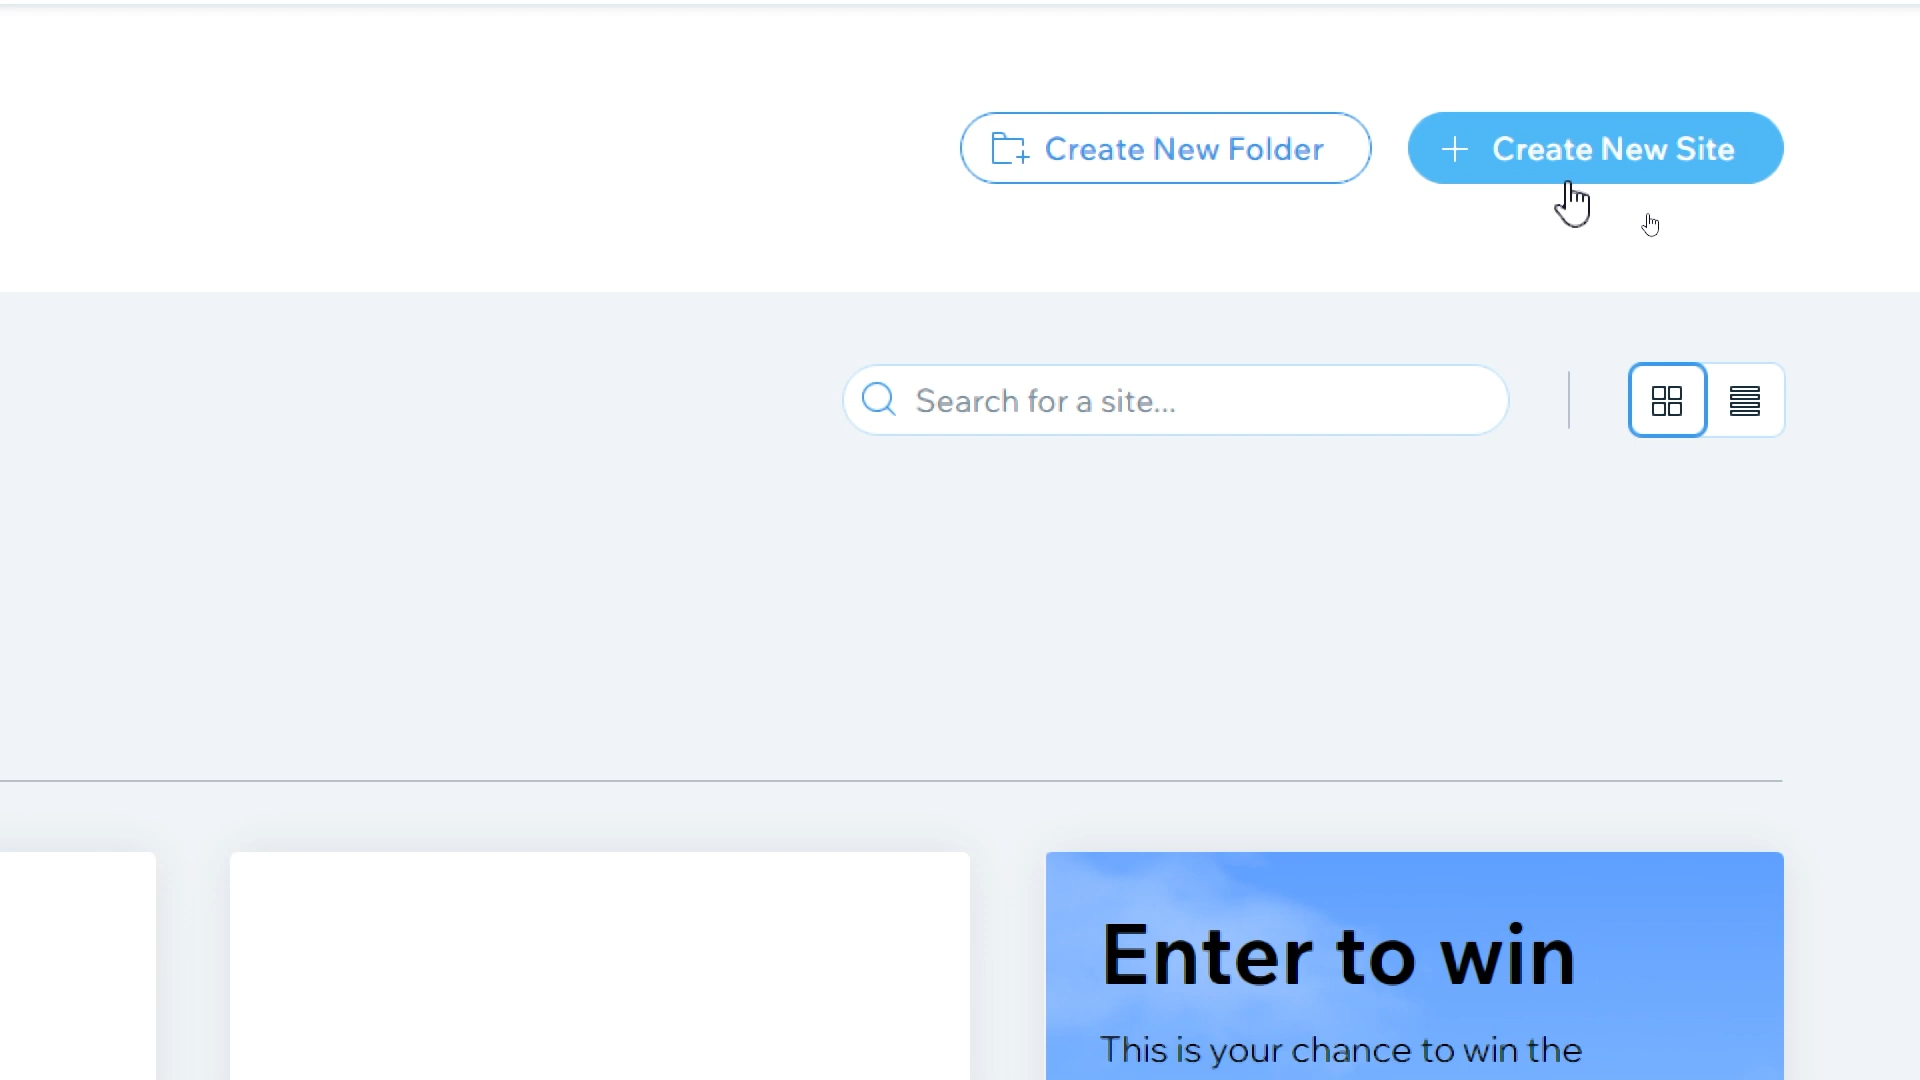 Create New Folder
Create New Site
Search for a site...
Enter to win
This is your chance to win the